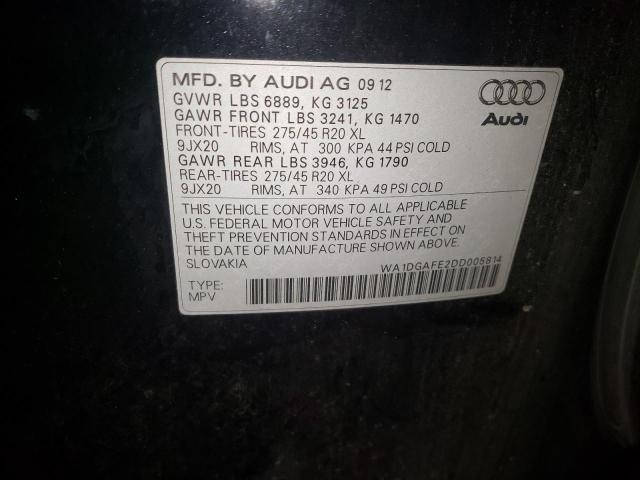 MFD. BY AUDI AG 09 12
GVWR LBS 6889, KG 3125
GAWR FRONT LBS 3241, KG 1470
FRONT-TIRES 275/45 R20 XL
9JX20 RIMS, AT 300 KPA 44 PSI COLD
GAWR REAR LBS 3946, KG 1790
REAR-TIRES 275/45 R20 XL
9JX20 RIMS, AT 340 KPA 49 PSI COLD
Audi
THIS VEHICLE CONFORMS TO ALL APPLICABLE
U.S. FEDERAL MOTOR VEHICLE SAFETY AND
THEFT PREVENTION STANDARDS IN EFFECT ON
THE DATE OF MANUFACTURE SHOWN ABOVE.
SLOVAKIA
WA1DGAFE2DD005814
TYPE:
MPV